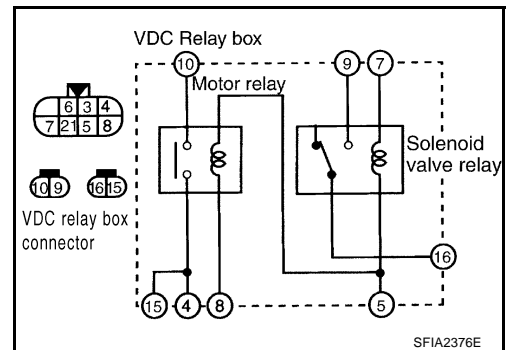 VDC Relay box
10
9
7
Motor relay
6 3 4
7 2 1 5 8
Solenoid
valve relay
10 9
16 15
VDC relay box
connector
16
15
4
8
5
SFIA2376E